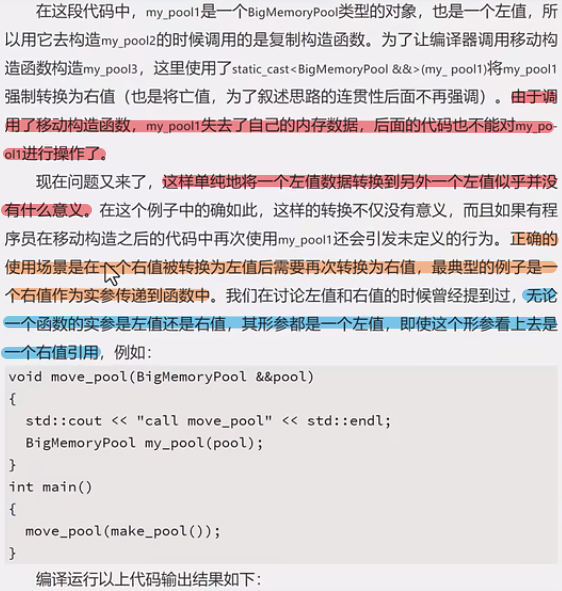 在这段代码中，my_pool1是一个BigMemoryPool类型的对象，也是一个左值，所
以用它去构造my_pool2的时候调用的是复制构造函数。为了让编译器调用移动构
造函数构造my_pool3，这里使用了static_cast<BigMemoryPool &&>(my_ pool1)将my_pool1
强制转换为右值（也是将亡值，为了叙述思路的连贯性后面不再强调）。由于调
用了移动构造函数，my_pool1失去了自己的内存数据，后面的代码也不能对my_po-
ol1进行操作了。
现在问题又来了，这样单纯地将一个左值数据转换到另外一个左值似乎并没
有什么意义。在这个例子中的确如此，这样的转换不仅没有意义，而且如果有程
序员在移动构造之后的代码中再次使用my_pool1还会引发未定义的行为。正确的
使用场景是在一个右值被转换为左值后需要再次转换为右值，最典型的例子是一
个右值作为实参传递到函数中。我们在讨论左值和右值的时候曾经提到过，无论
一个函数的实参是左值还是右值，其形参都是一个左值，即使这个形参看上去是
一个右值引用，例如：
void move_pool(BigMemoryPool &&pool)
{
std::cout << "call move_pool" << std::endl;
BigMemoryPool my_pool(pool);
}
int main()
{
move_pool(make_pool());
}
编译运行以上代码输出结果如下：